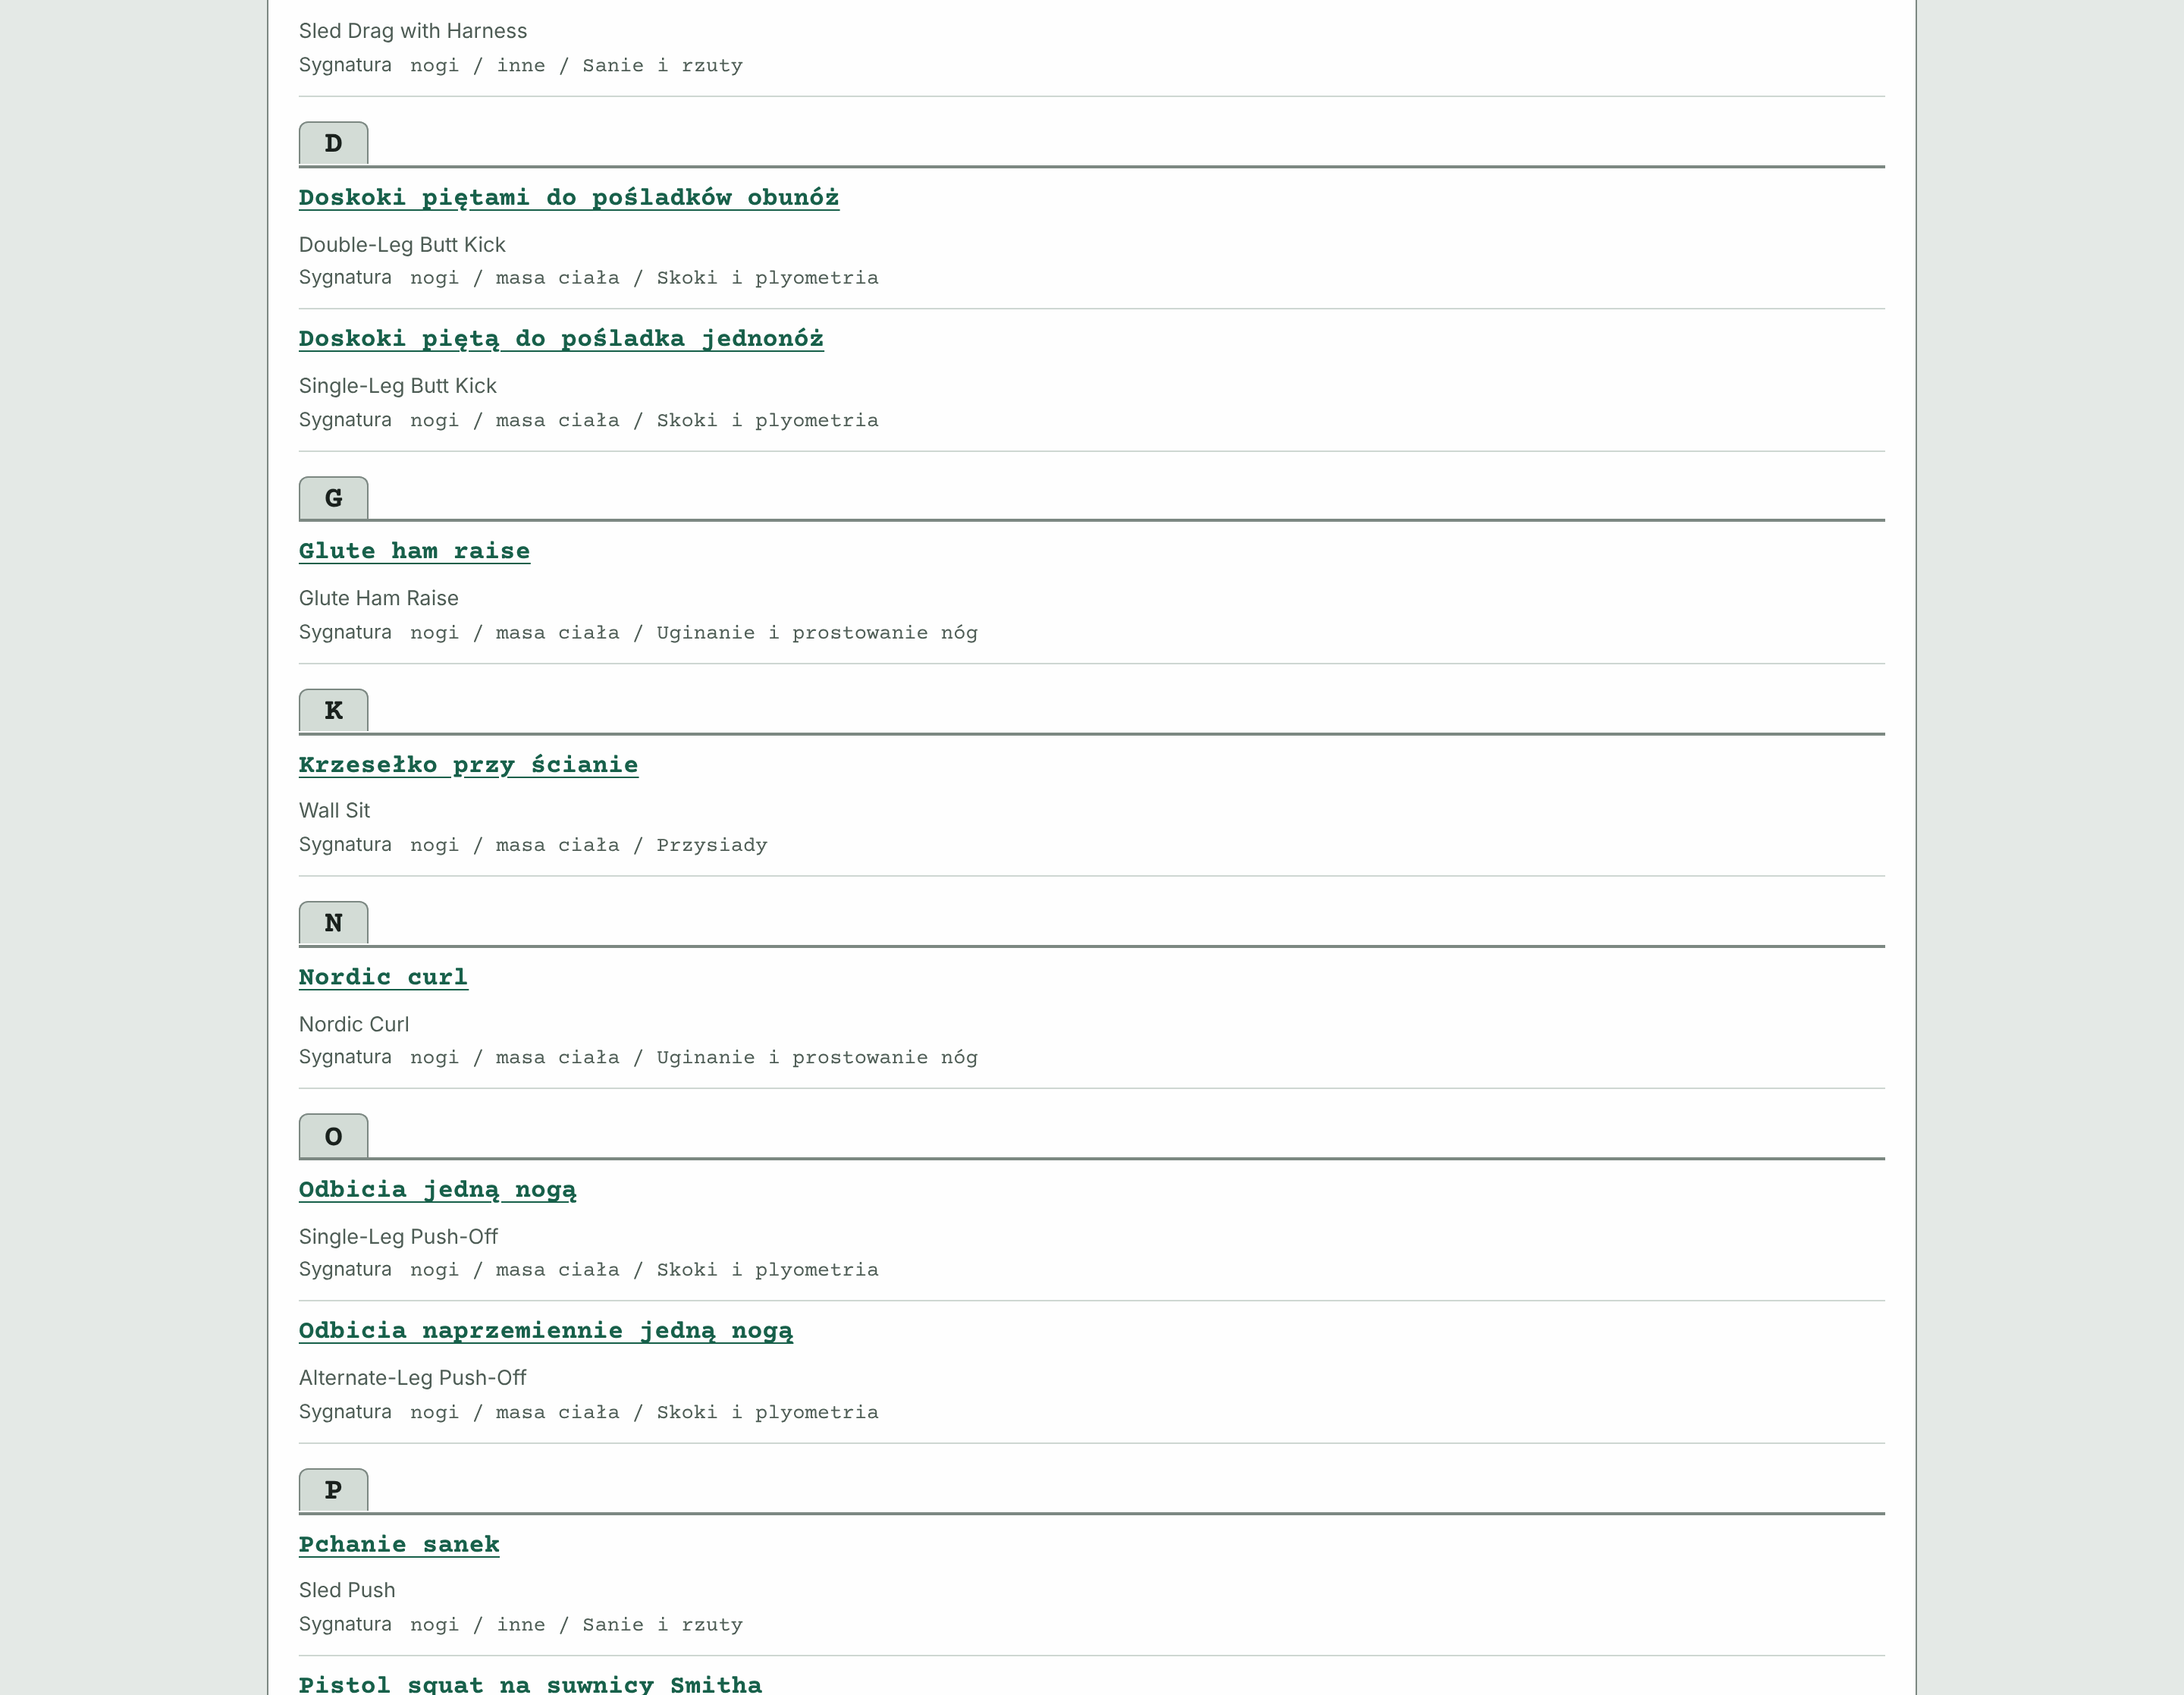 Sled Drag with Harness
Sygnatura nogi / inne / Sanie i rzuty
D
Doskoki piętami do pośladków obunóż
Double-Leg Butt Kick
Sygnatura nogi / masa ciała / Skoki i plyometria
Doskoki piętą do pośladka jednonóż
Single-Leg Butt Kick
Sygnatura nogi / masa ciała / Skoki i plyometria
G
Glute ham raise
Glute Ham Raise
Sygnatura nogi / masa ciała / Uginanie i prostowanie nóg
K
Krzesełko przy ścianie
Wall Sit
Sygnatura nogi / masa ciała / Przysiady
N
Nordic curl
Nordic Curl
Sygnatura nogi / masa ciała / Uginanie i prostowanie nóg
O
Odbicia jedną nogą
Single-Leg Push-Off
Sygnatura nogi / masa ciała / Skoki i plyometria
Odbicia naprzemiennie jedną nogą
Alternate-Leg Push-Off
Sygnatura nogi / masa ciała / Skoki i plyometria
P
Pchanie sanek
Sled Push
Sygnatura nogi / inne / Sanie i rzuty
Pistol squat na suwnicy Smitha